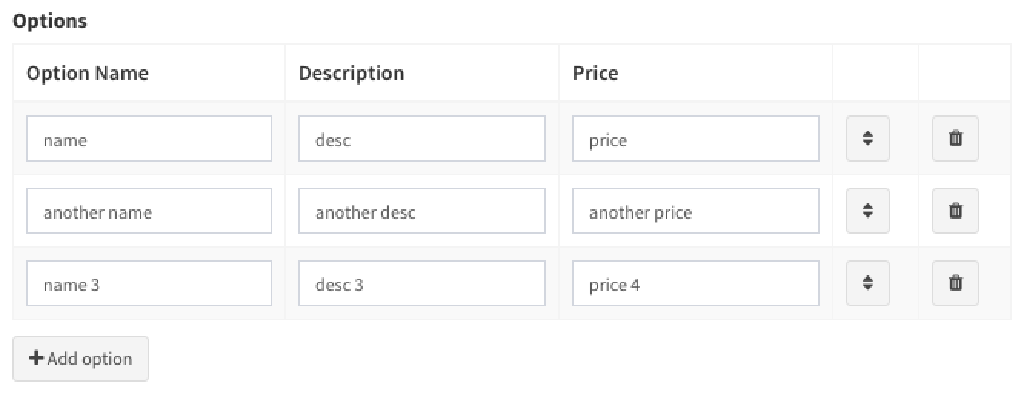 Options
Option Name Description Price
name desc price
another name another desc another price
name 3 desc 3 price 4
Add option